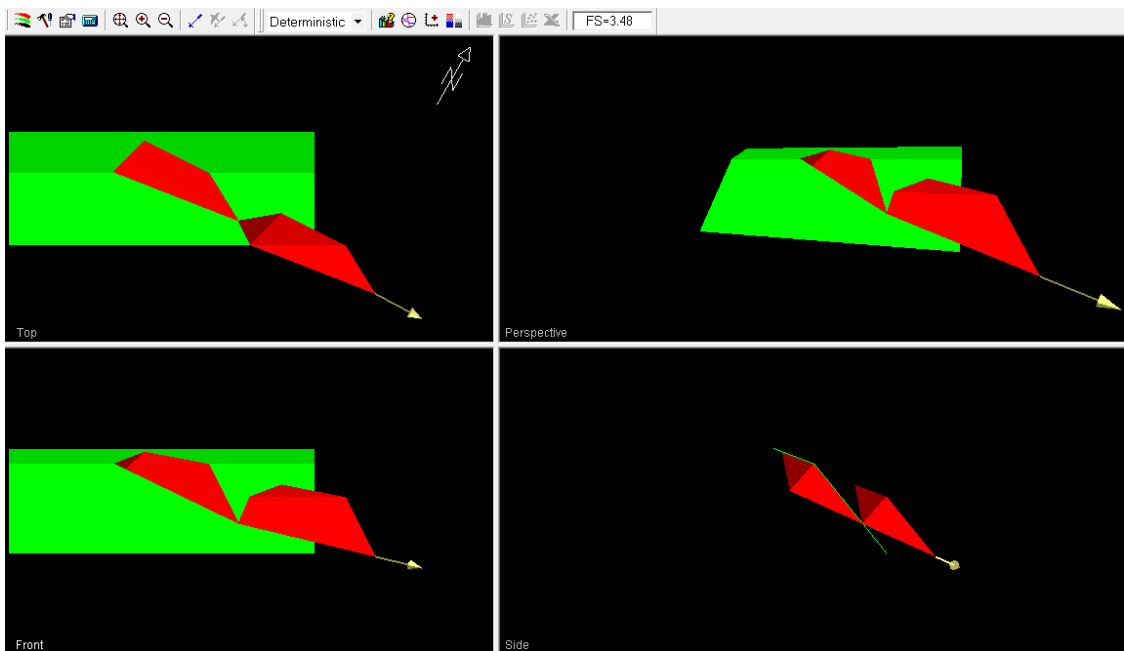 Deterministic FS=3.48
N
Top
Perspective
Front
Side